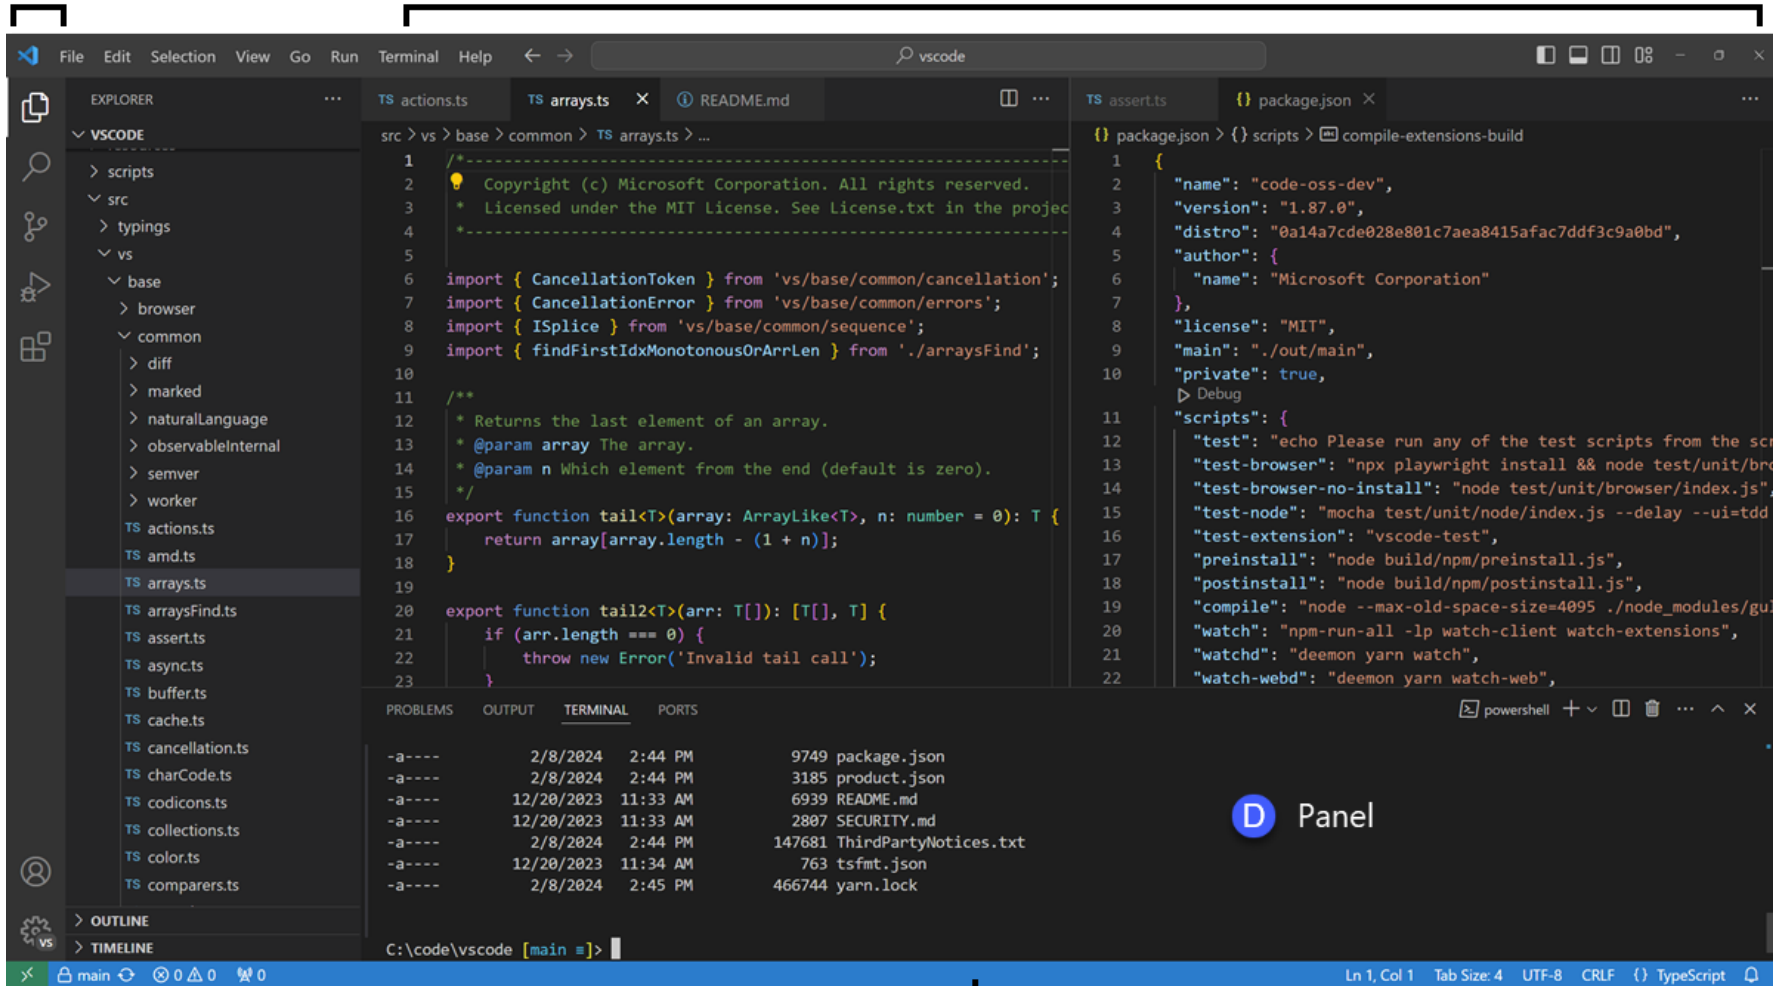 File Edit Selection View Go Run Terminal Help vscode
EXPLORER
VSCODE
scripts
src
typings
vs
base
browser
common
diff
marked
naturalLanguage
observableInternal
semver
worker
TS actions.ts
TS amd.ts
TS arrays.ts
TS arraysFind.ts
TS assert.ts
TS async.ts
TS buffer.ts
TS cache.ts
TS cancellation.ts
TS charCode.ts
TS codicons.ts
TS collections.ts
TS color.ts
TS comparers.ts
OUTLINE
TIMELINE
VS
TS actions.ts TS arrays.ts README.md
src > vs > base > common > TS arrays.ts > ...
1 /*-----------------------------------------------------------------
2 Copyright (c) Microsoft Corporation. All rights reserved.
3 * Licensed under the MIT License. See License.txt in the projec
4 *----------------------------------------------------------------
5
6 import { CancellationToken } from 'vs/base/common/cancellation';
7 import { CancellationError } from 'vs/base/common/errors';
8 import { ISplice } from 'vs/base/common/sequence';
9 import { findFirstIdxMonotonousOrArrLen } from './arraysFind';
10
11 /**
12 * Returns the last element of an array.
13 * @param array The array.
14 * @param n Which element from the end (default is zero).
15 */
16 export function tail<T>(array: ArrayLike<T>, n: number = 0): T {
17 return array[array.length - (1 + n)];
18 }
19
20 export function tail2<T>(arr: T[]): [T[], T] {
21 if (arr.length === 0) {
22 throw new Error('Invalid tail call');
23 }
TS assert.ts {} package.json
{} package.json > {} scripts > abc compile-extensions-build
1 {
2 "name": "code-oss-dev",
3 "version": "1.87.0",
4 "distro": "0a14a7cde028e801c7aea8415afac7ddf3c9a0bd",
5 "author": {
6 "name": "Microsoft Corporation"
7 },
8 "license": "MIT",
9 "main": "./out/main",
10 "private": true,
Debug
11 "scripts": {
12 "test": "echo Please run any of the test scripts from the scr
13 "test-browser": "npx playwright install && node test/unit/bro
14 "test-browser-no-install": "node test/unit/browser/index.js",
15 "test-node": "mocha test/unit/node/index.js --delay --ui=tdd
16 "test-extension": "vscode-test",
17 "preinstall": "node build/npm/preinstall.js",
18 "postinstall": "node build/npm/postinstall.js",
19 "compile": "node --max-old-space-size=4095 ./node_modules/gul
20 "watch": "npm-run-all -lp watch-client watch-extensions",
21 "watchd": "deemon yarn watch",
22 "watch-webd": "deemon yarn watch-web",
PROBLEMS OUTPUT TERMINAL PORTS powershell
-a---- 2/8/2024 2:44 PM 9749 package.json
-a---- 2/8/2024 2:44 PM 3185 product.json
-a---- 12/20/2023 11:33 AM 6939 README.md
-a---- 12/20/2023 11:33 AM 2807 SECURITY.md
-a---- 2/8/2024 2:44 PM 147681 ThirdPartyNotices.txt
-a---- 12/20/2023 11:34 AM 763 tsfmt.json
-a---- 2/8/2024 2:45 PM 466744 yarn.lock
C:\code\vscode [main ≡]>
D Panel
main 0 0 0 Ln 1, Col 1 Tab Size: 4 UTF-8 CRLF {} TypeScript